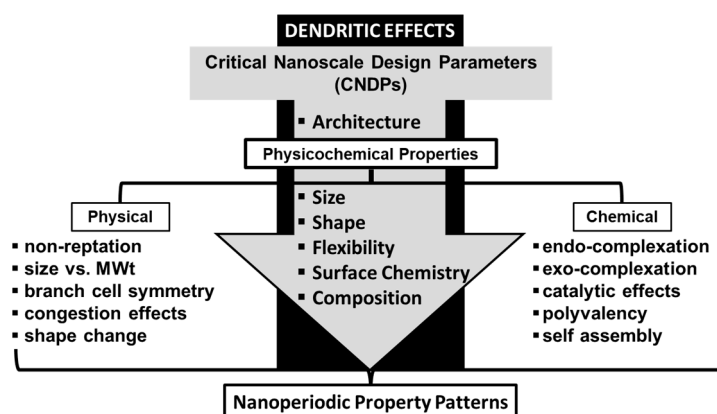 DENDRITIC EFFECTS
Critical Nanoscale Design Parameters
(CNDPs)
▪ Architecture
Physicochemical Properties
Physical
▪ non-reptation
▪ size vs. MWt
▪ branch cell symmetry
▪ congestion effects
▪ shape change
▪ Size
▪ Shape
▪ Flexibility
▪ Surface Chemistry
▪ Composition
Chemical
▪ endo-complexation
▪ exo-complexation
▪ catalytic effects
▪ polyvalency
▪ self assembly
Nanoperiodic Property Patterns